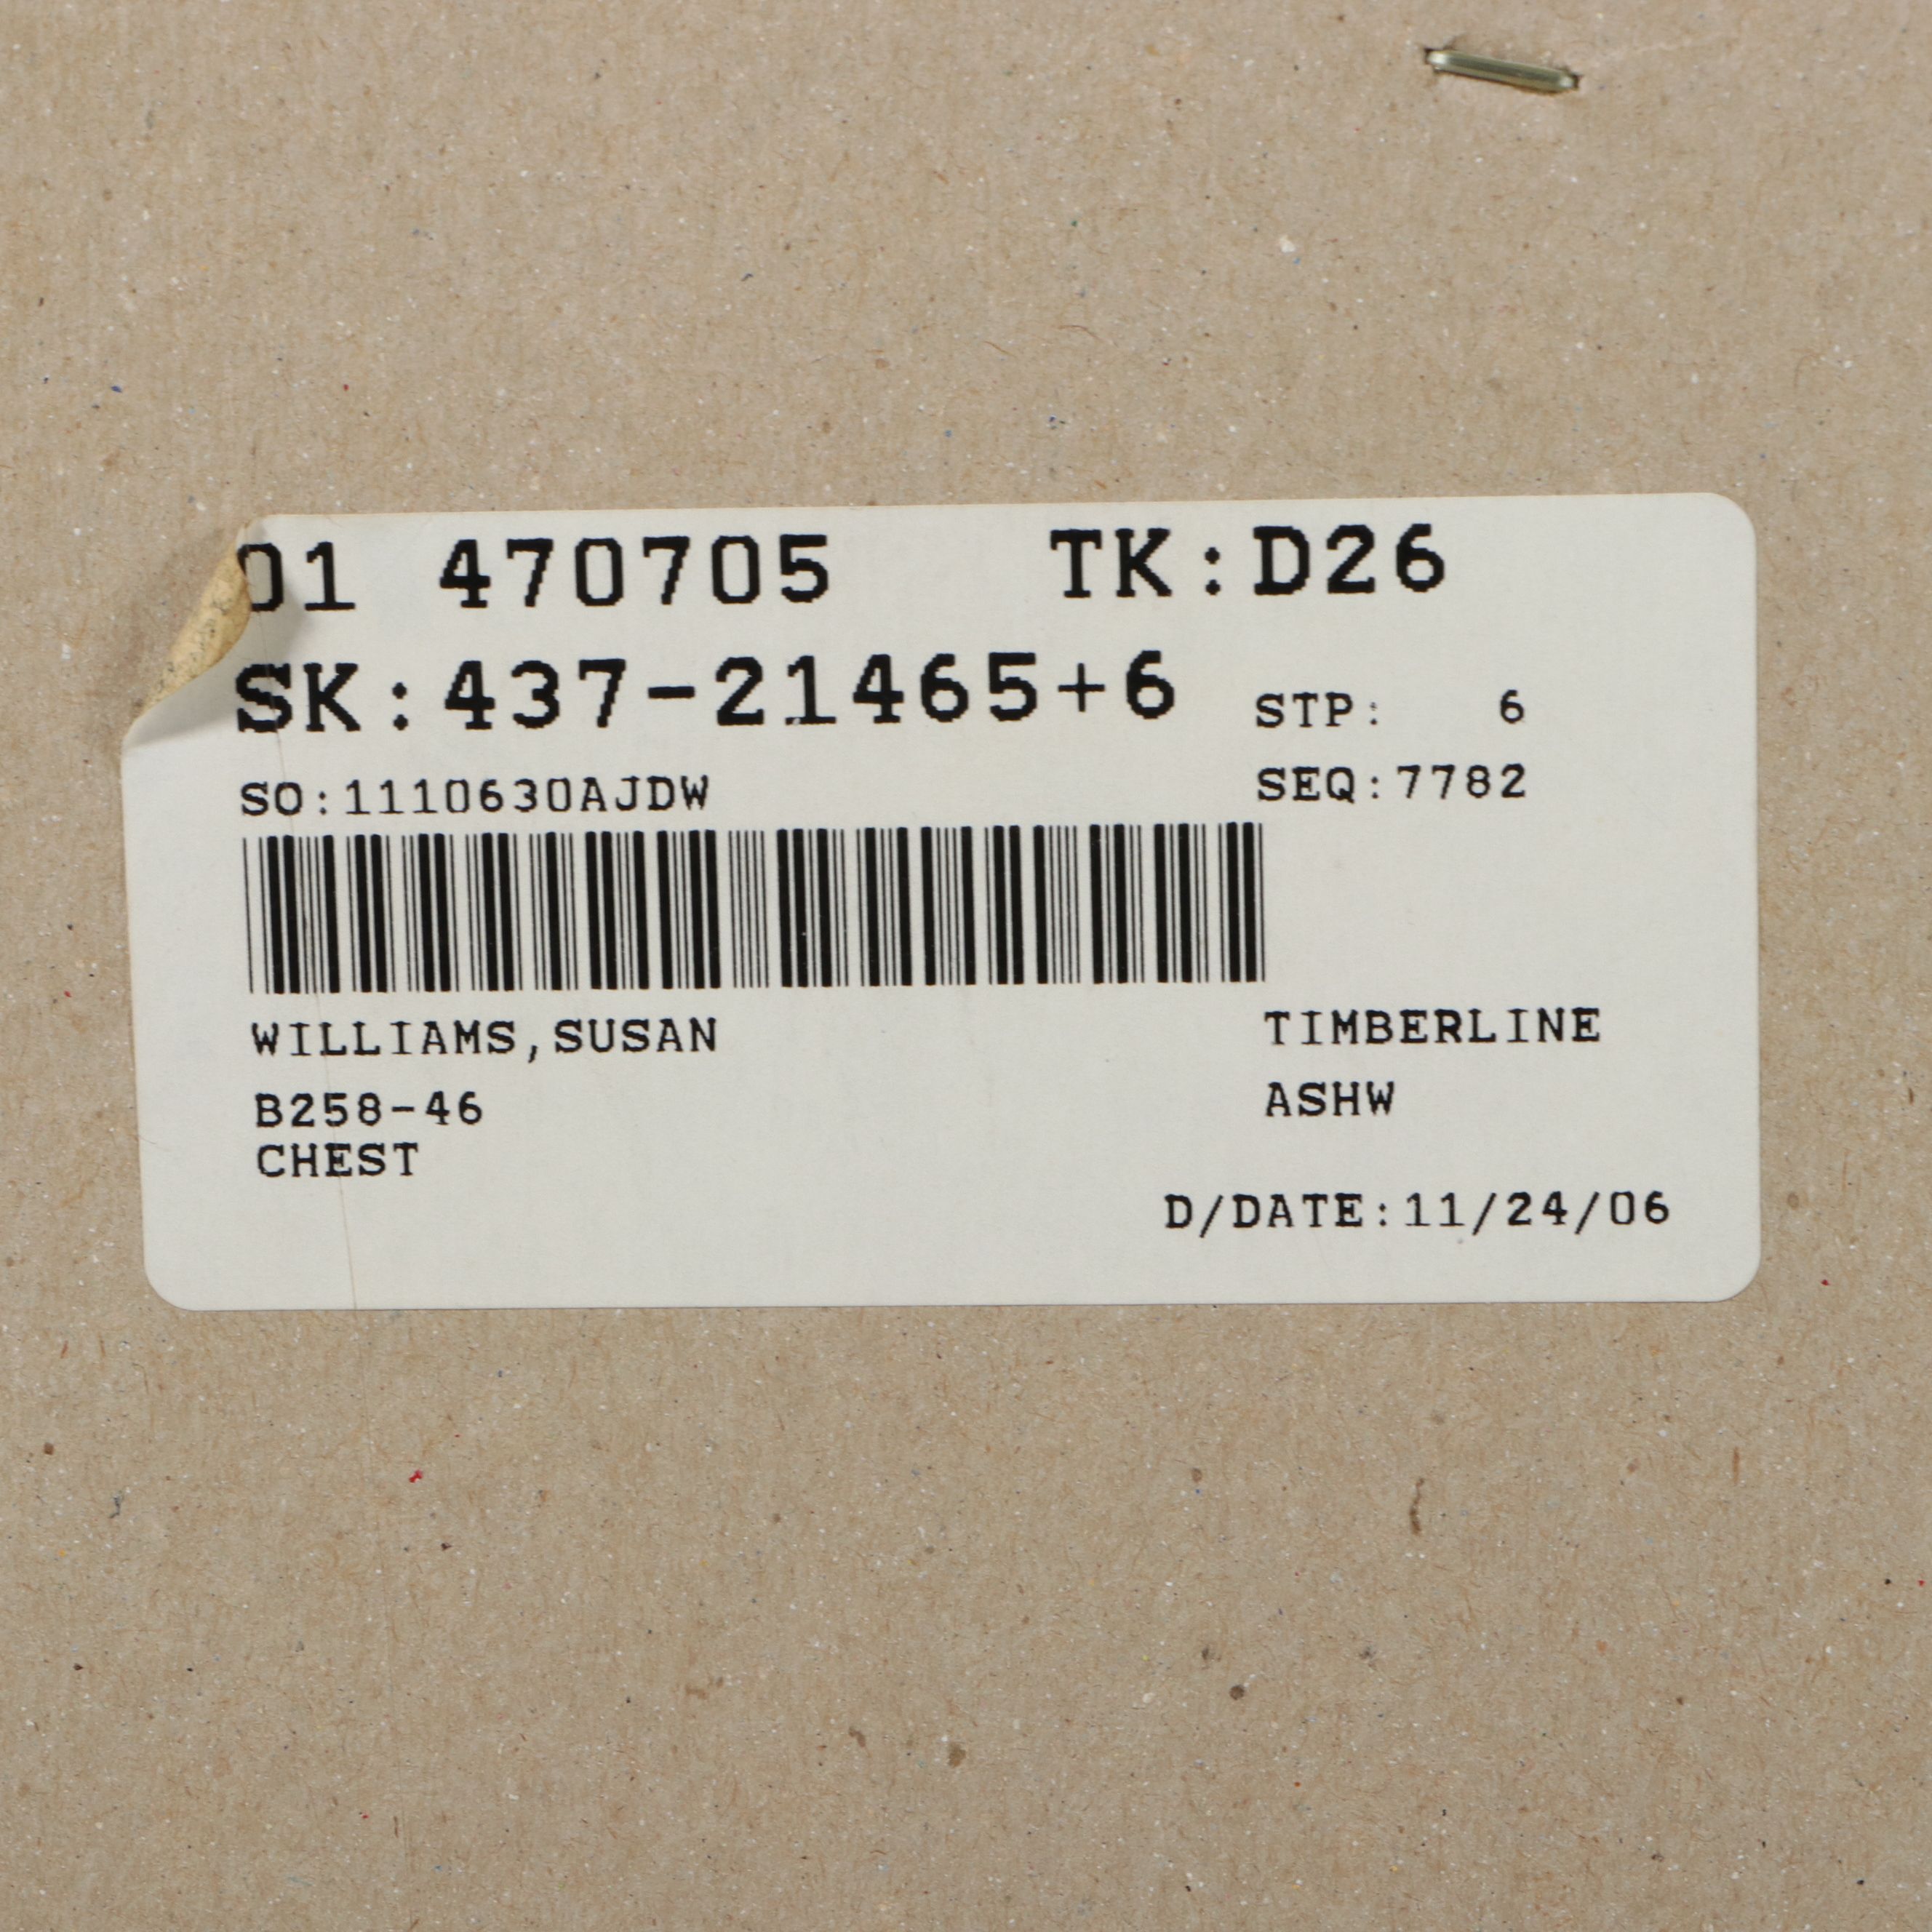 01 470705 TK:D26
SK:437-21465+6 STP: 6
SO:1110630AJDW SEQ:7782
WILLIAMS,SUSAN TIMBERLINE
B258-46 ASHW
CHEST
D/DATE:11/24/06